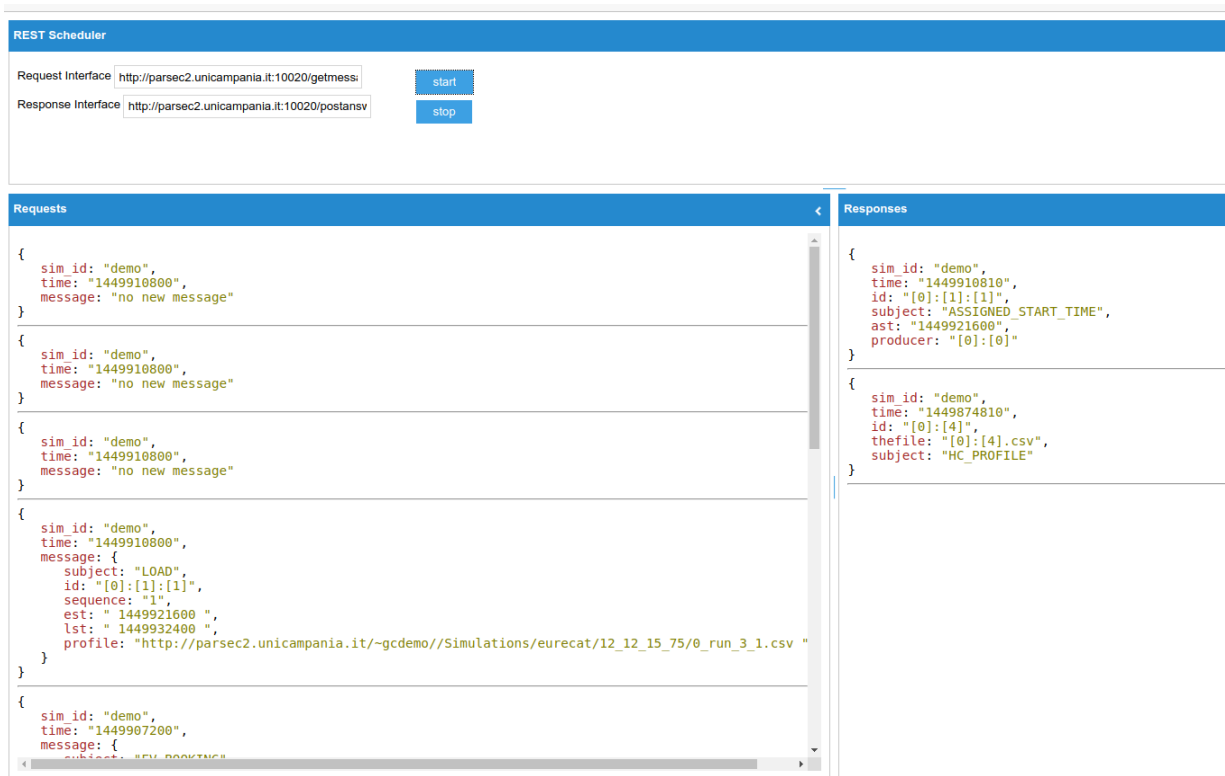 REST Scheduler
Request Interface http://parsec2.unicampania.it:10020/getmessa
start
Response Interface http://parsec2.unicampania.it:10020/postansw
stop
Requests
{
sim_id: "demo",
time: "1449910800",
message: "no new message"
}
{
sim_id: "demo",
time: "1449910800",
message: "no new message"
}
{
sim_id: "demo",
time: "1449910800",
message: "no new message"
}
{
sim_id: "demo",
time: "1449910800",
message: {
subject: "LOAD",
id: "[0]:[1]:[1]",
sequence: "1",
est: " 1449921600 ",
lst: " 1449932400 ",
profile: "http://parsec2.unicampania.it/~gcdemo//Simulations/eurecat/12_12_15_75/0_run_3_1.csv "
}
}
{
sim_id: "demo",
time: "1449907200",
message: {
subject: "EV_BOOKING"
Responses
{
sim_id: "demo",
time: "1449910810",
id: "[0]:[1]:[1]",
subject: "ASSIGNED_START_TIME",
ast: "1449921600",
producer: "[0]:[0]"
}
{
sim_id: "demo",
time: "1449874810",
id: "[0]:[4]",
thefile: "[0]:[4].csv",
subject: "HC_PROFILE"
}